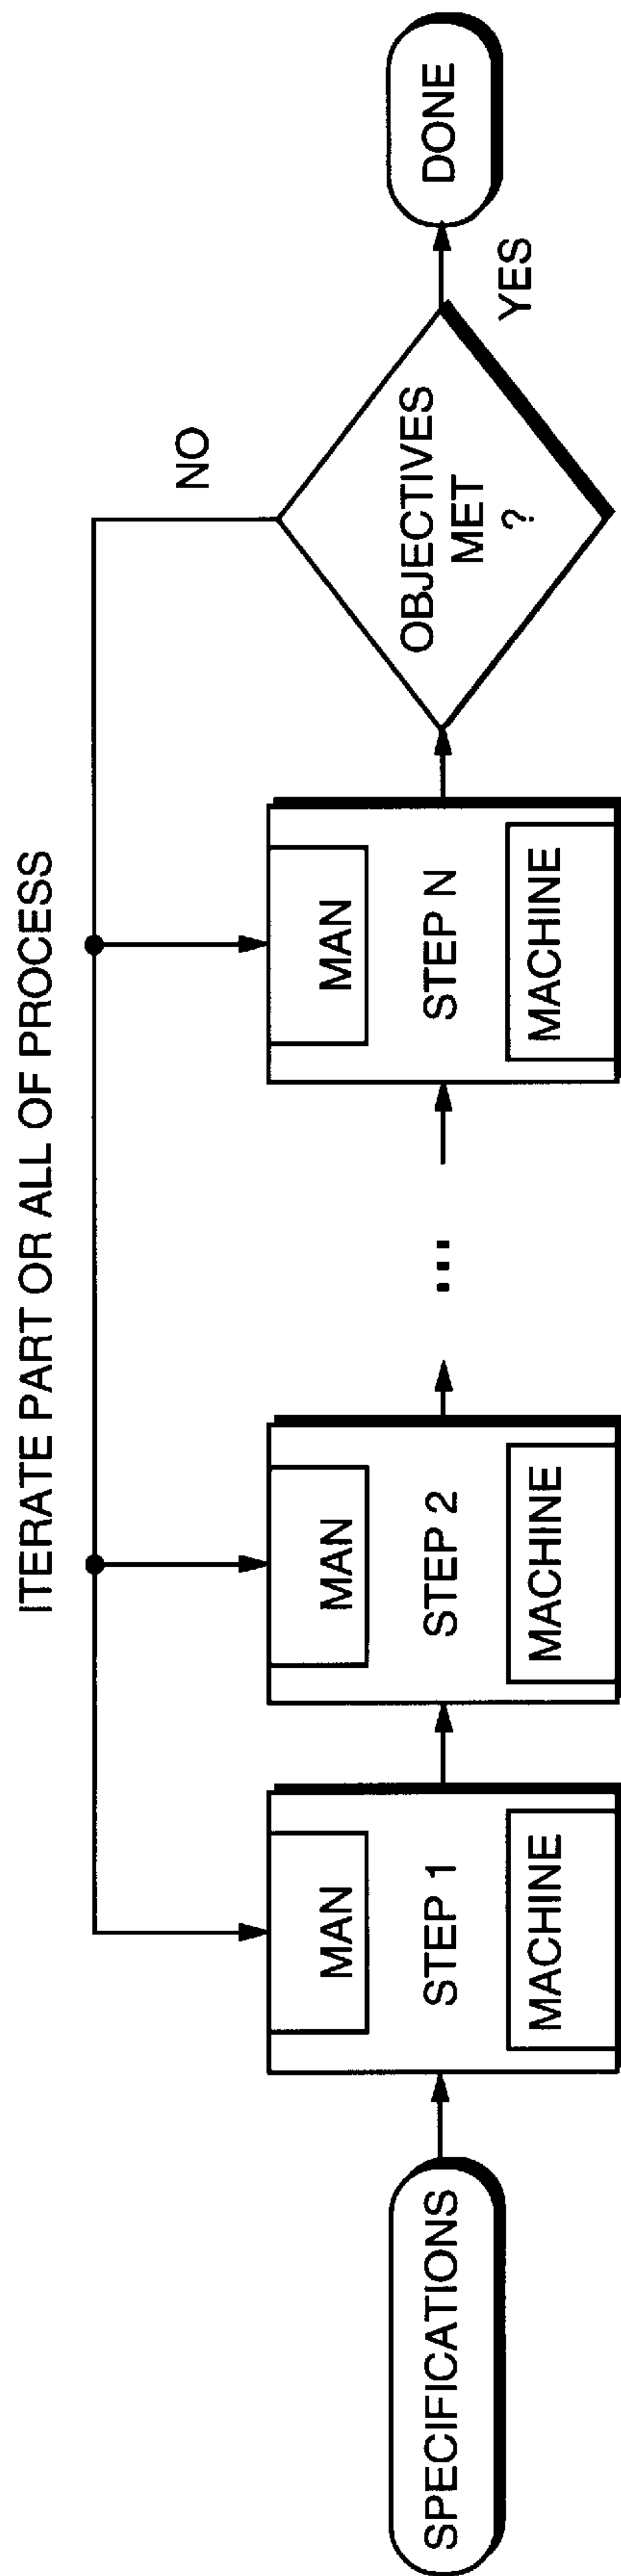 ITERATE PART OR ALL OF PROCESS
NO
SPECIFICATIONS
MAN
STEP 1
MACHINE
MAN
STEP 2
MACHINE
...
MAN
STEP N
MACHINE
OBJECTIVES
MET
?
YES
DONE